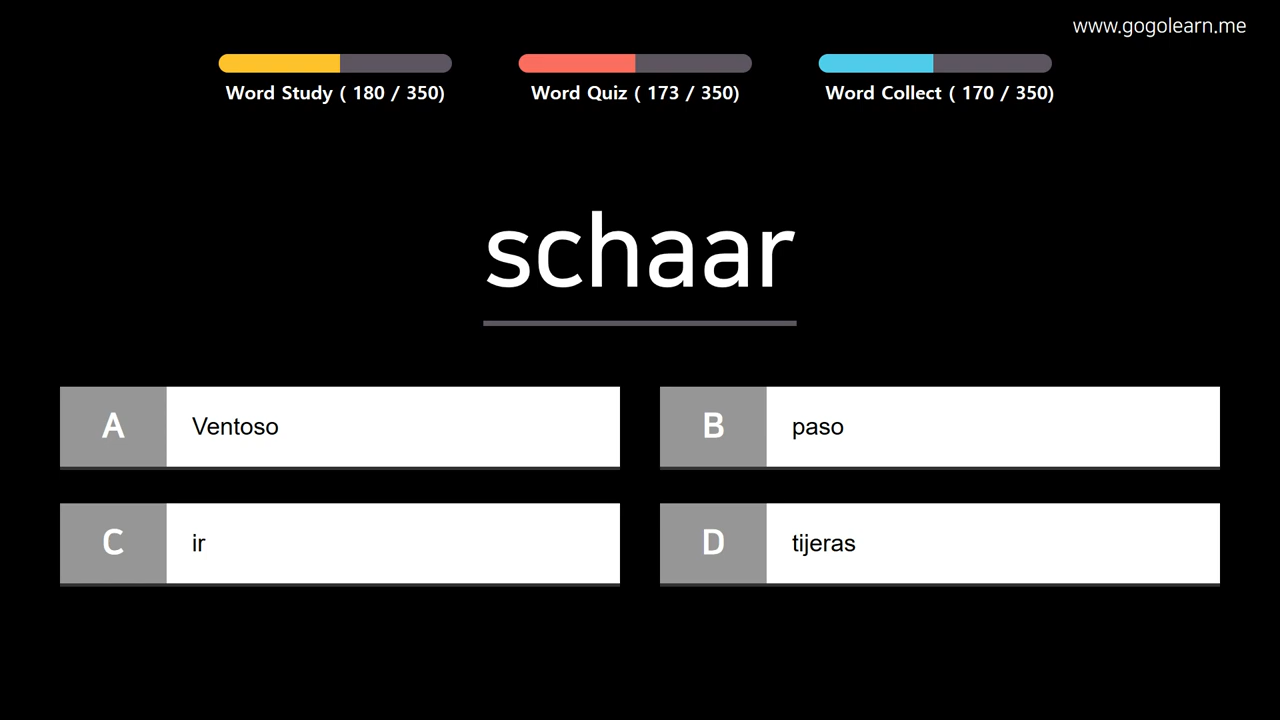 www.gogolearn.me
Word Study ( 180 / 350)
Word Quiz ( 173 / 350)
Word Collect ( 170 / 350)
schaar
A
Ventoso
B
paso
C
ir
D
tijeras